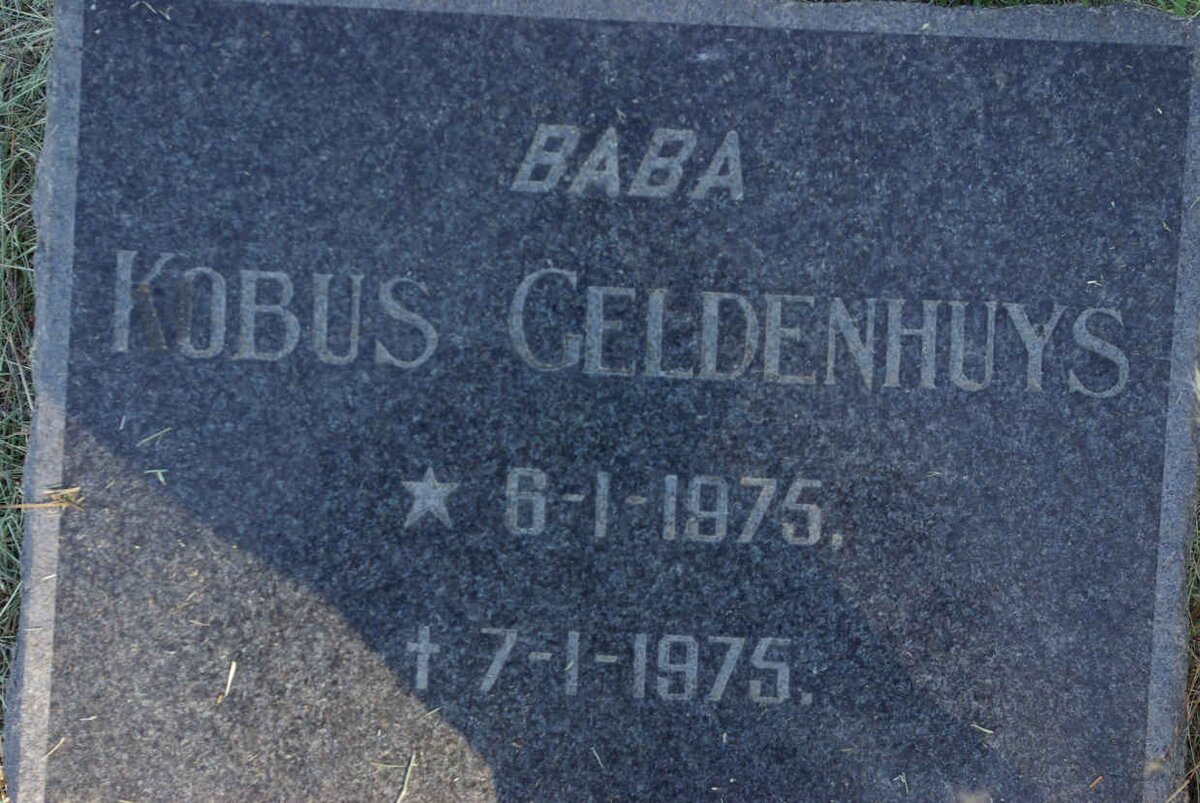 BABA
KOBUS GELDENHUYS
★ 6-1-1975.
† 7-1-1975.